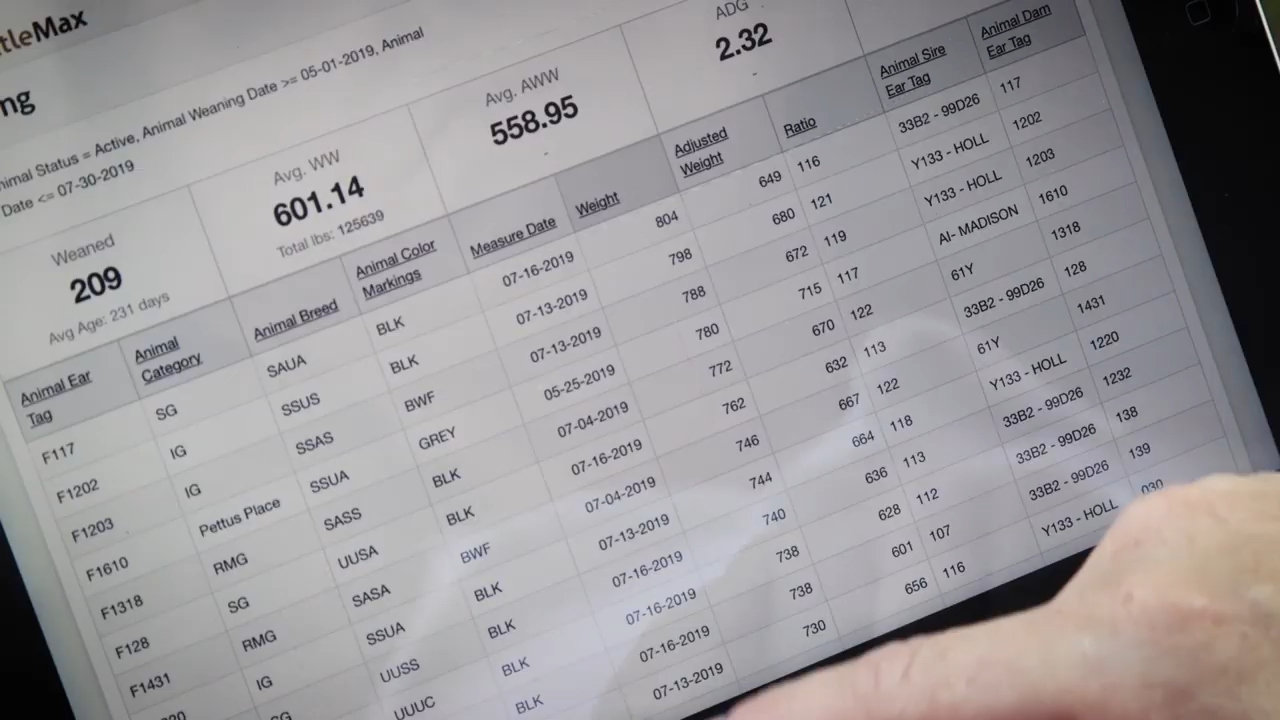 ttleMax
ng
nimal Status = Active, Animal Weaning Date >= 05-01-2019, Animal
Date <= 07-30-2019
Weaned
209
Avg Age: 231 days
Avg. WW
601.14
Total lbs: 125639
Avg. AWW
558.95
-
ADG
2.32
-
Animal Ear Tag Animal Category Animal Breed Animal Color Markings Measure Date Weight Adjusted Weight Ratio Animal Sire Ear Tag Animal Dam Ear Tag
F117 SG SAUA BLK 07-16-2019 804 649 116 33B2 - 99D26 117
F1202 IG SSUS BLK 07-13-2019 798 680 121 Y133 - HOLL 1202
F1203 IG SSAS BWF 07-13-2019 788 672 119 Y133 - HOLL 1203
F1610 Pettus Place SSUA GREY 05-25-2019 780 715 117 AI- MADISON 1610
F1318 RMG SASS BLK 07-04-2019 772 670 122 61Y 1318
F128 SG UUSA BLK 07-16-2019 762 632 113 33B2 - 99D26 128
F1431 RMG SASA BWF 07-04-2019 746 667 122 61Y 1431
IG SSUA BLK 07-13-2019 744 664 118 Y133 - HOLL 1220
SG UUSS BLK 07-16-2019 740 636 113 33B2 - 99D26 1232
UUUC BLK 07-16-2019 738 628 112 33B2 - 99D26 138
07-16-2019 738 601 107 33B2 - 99D26 139
07-13-2019 730 656 116 Y133 - HOLL 030